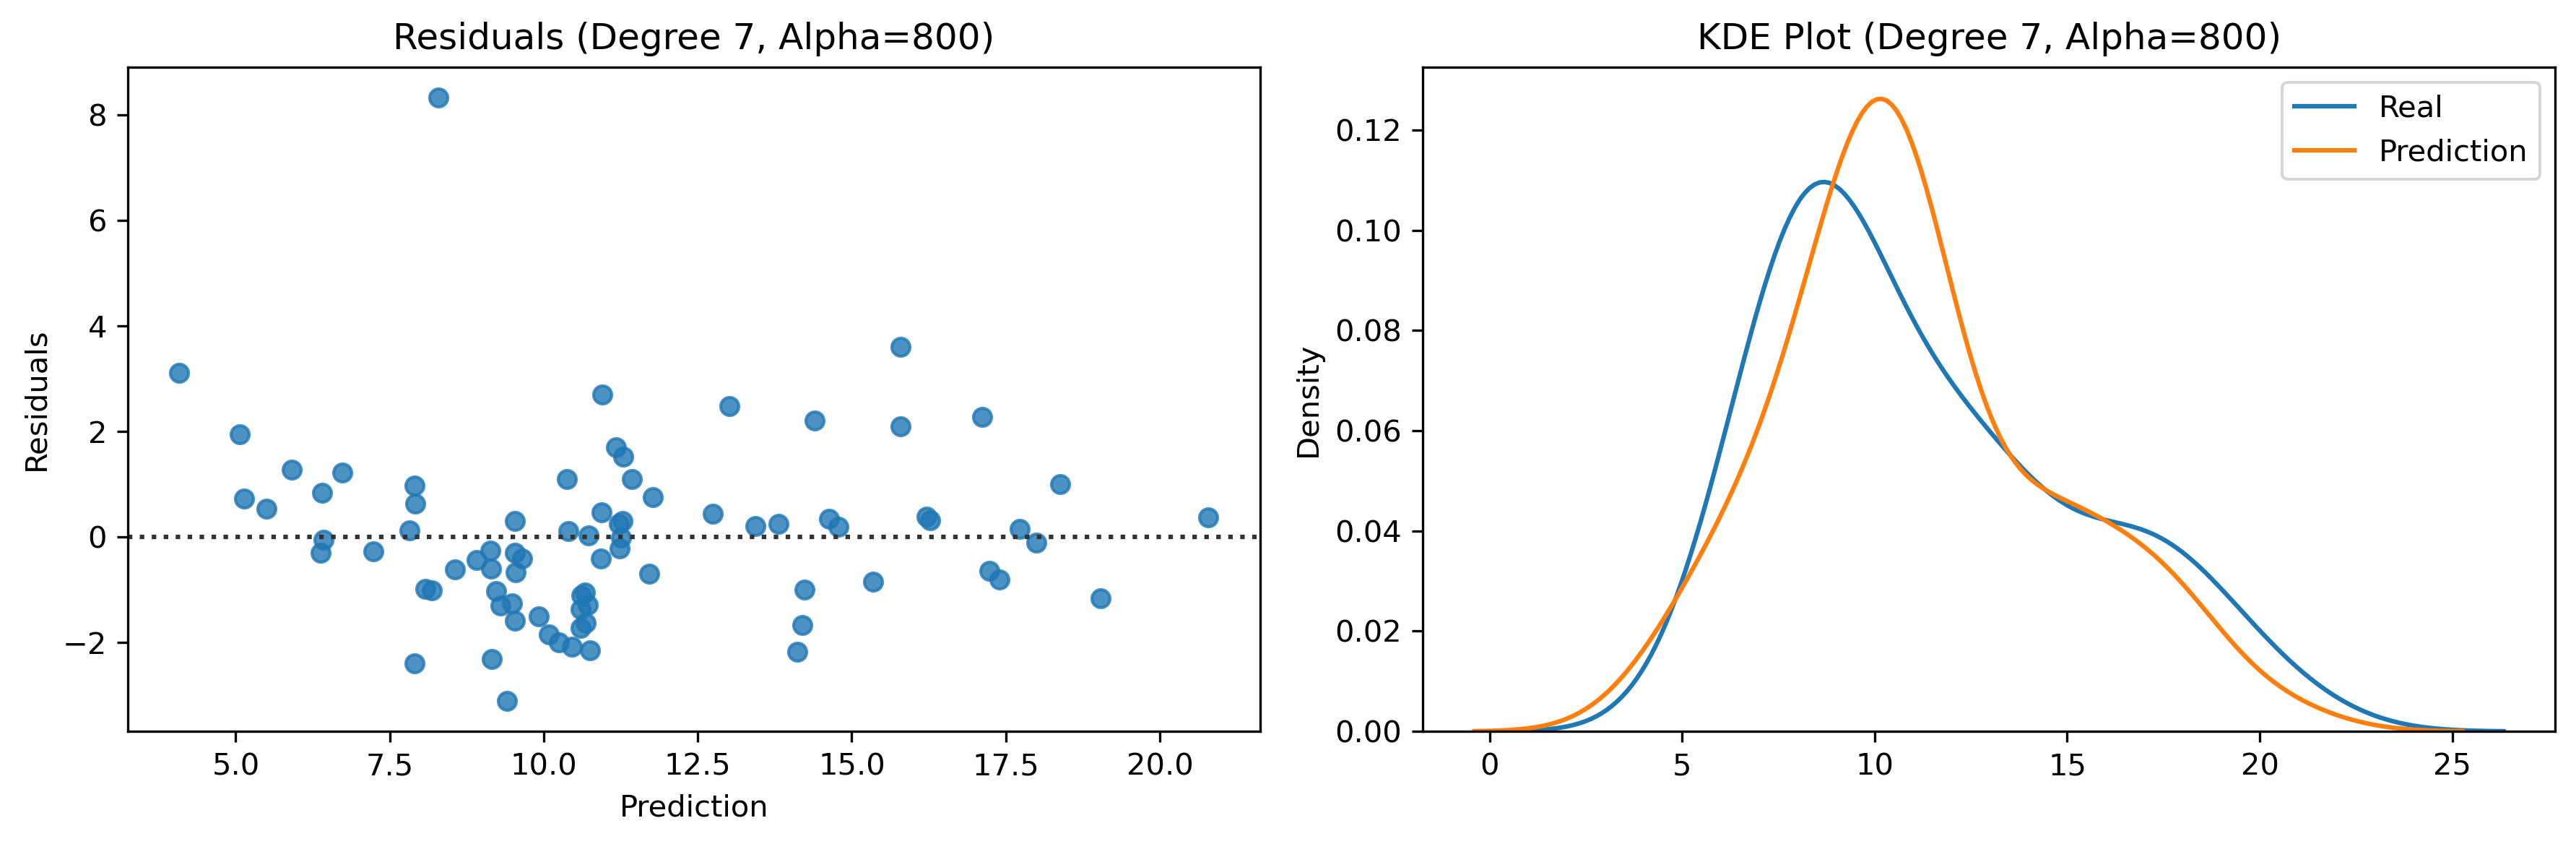 Residuals (Degree 7, Alpha=800)
8
6
4
2
0
−2
Residuals
5.0 7.5 10.0 12.5 15.0 17.5 20.0
Prediction
KDE Plot (Degree 7, Alpha=800)
Real
Prediction
0.12
0.10
0.08
0.06
0.04
0.02
0.00
Density
0 5 10 15 20 25